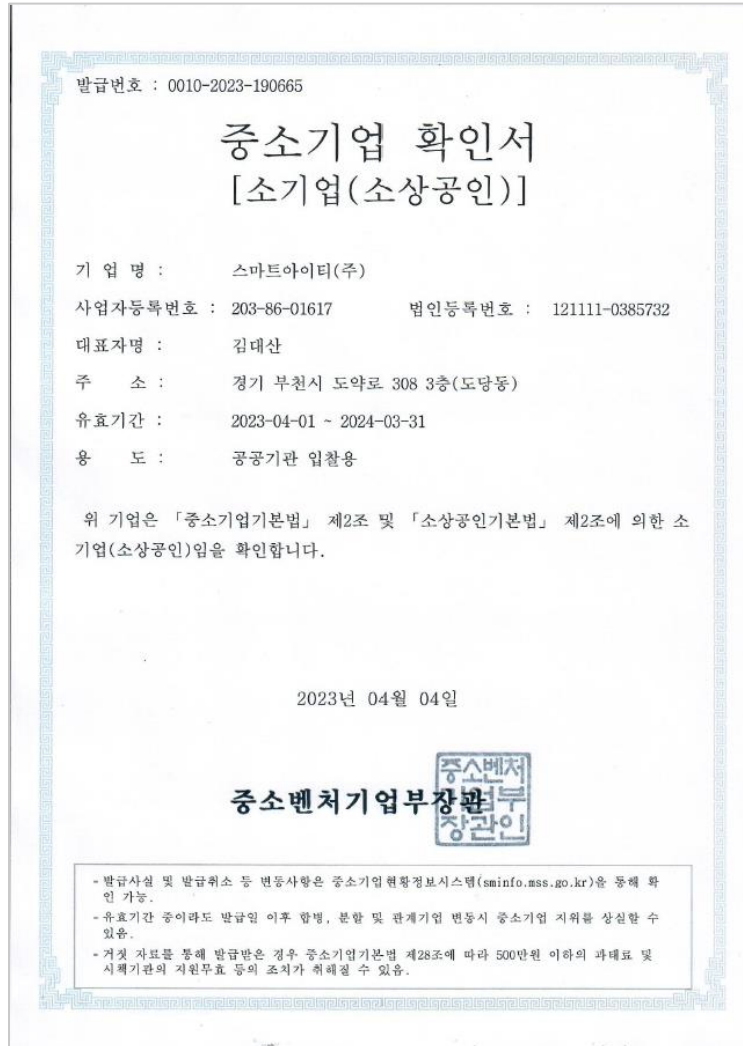 발급번호 : 0010-2023-190665
중소기업 확인서
[소기업(소상공인)]
기 업 명 : 스마트아이티(주)
사업자등록번호 : 203-86-01617 법인등록번호 : 121111-0385732
대표자명 : 김대산
주 소 : 경기 부천시 도약로 308 3층(도당동)
유효기간 : 2023-04-01 ~ 2024-03-31
용 도 : 공공기관 입찰용
위 기업은 「중소기업기본법」 제2조 및 「소상공인기본법」 제2조에 의한 소
기업(소상공인)임을 확인합니다.
2023년 04월 04일
중소벤처기업부장관
중소벤처
기업부
장관인
- 발급사실 및 발급취소 등 변동사항은 중소기업현황정보시스템(sminfo.mss.go.kr)을 통해 확
인 가능.
- 유효기간 중이라도 발급일 이후 합병, 분할 및 관계기업 변동시 중소기업 지위를 상실할 수
있음.
- 거짓 자료를 통해 발급받은 경우 중소기업기본법 제28조에 따라 500만원 이하의 과태료 및
시책기관의 지원무효 등의 조치가 취해질 수 있음.